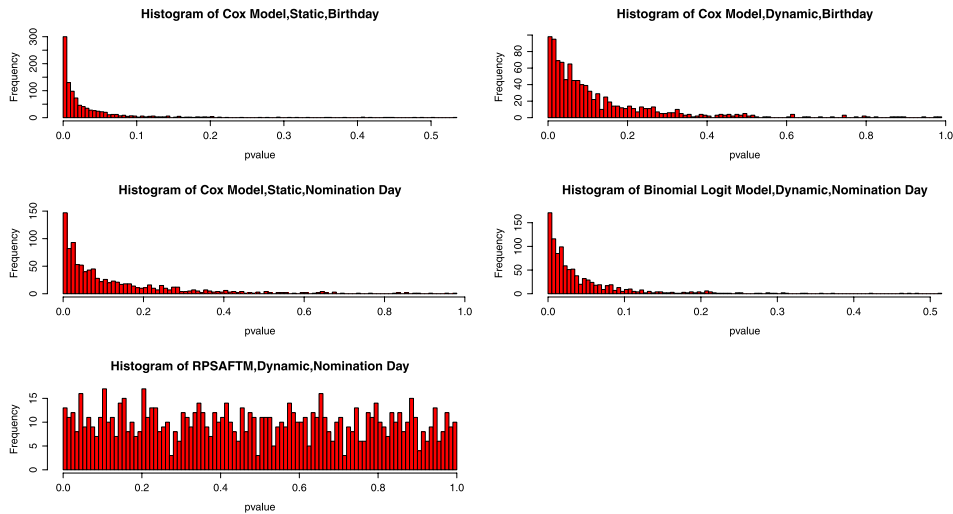 Histogram of Cox Model,Static,Birthday
Frequency
0 100 200 300
0.0 0.1 0.2 0.3 0.4 0.5
pvalue
Histogram of Cox Model,Dynamic,Birthday
Frequency
0 20 40 60 80
0.0 0.2 0.4 0.6 0.8 1.0
pvalue
Histogram of Cox Model,Static,Nomination Day
Frequency
0 50 100 150
0.0 0.2 0.4 0.6 0.8 1.0
pvalue
Histogram of Binomial Logit Model,Dynamic,Nomination Day
Frequency
0 50 100 150
0.0 0.1 0.2 0.3 0.4 0.5
pvalue
Histogram of RPSAFTM,Dynamic,Nomination Day
Frequency
0 5 10 15
0.0 0.2 0.4 0.6 0.8 1.0
pvalue